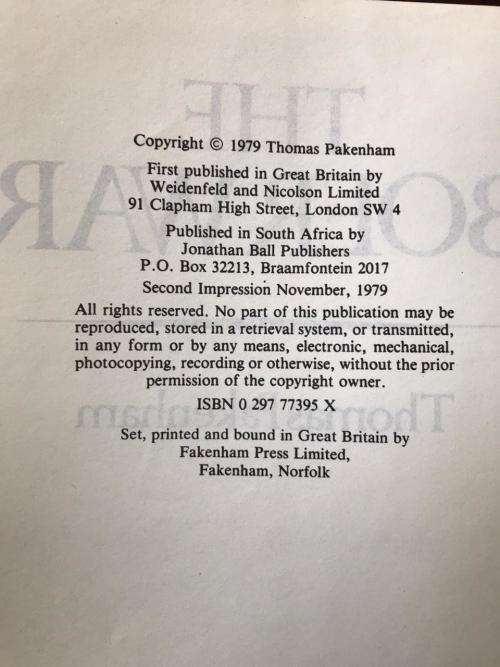 Copyright © 1979 Thomas Pakenham
First published in Great Britain by
Weidenfeld and Nicolson Limited
91 Clapham High Street, London SW 4
Published in South Africa by
Jonathan Ball Publishers
P.O. Box 32213, Braamfontein 2017
Second Impression November, 1979
All rights reserved. No part of this publication may be
reproduced, stored in a retrieval system, or transmitted,
in any form or by any means, electronic, mechanical,
photocopying, recording or otherwise, without the prior
permission of the copyright owner.
ISBN 0 297 77395 X
Set, printed and bound in Great Britain by
Fakenham Press Limited,
Fakenham, Norfolk